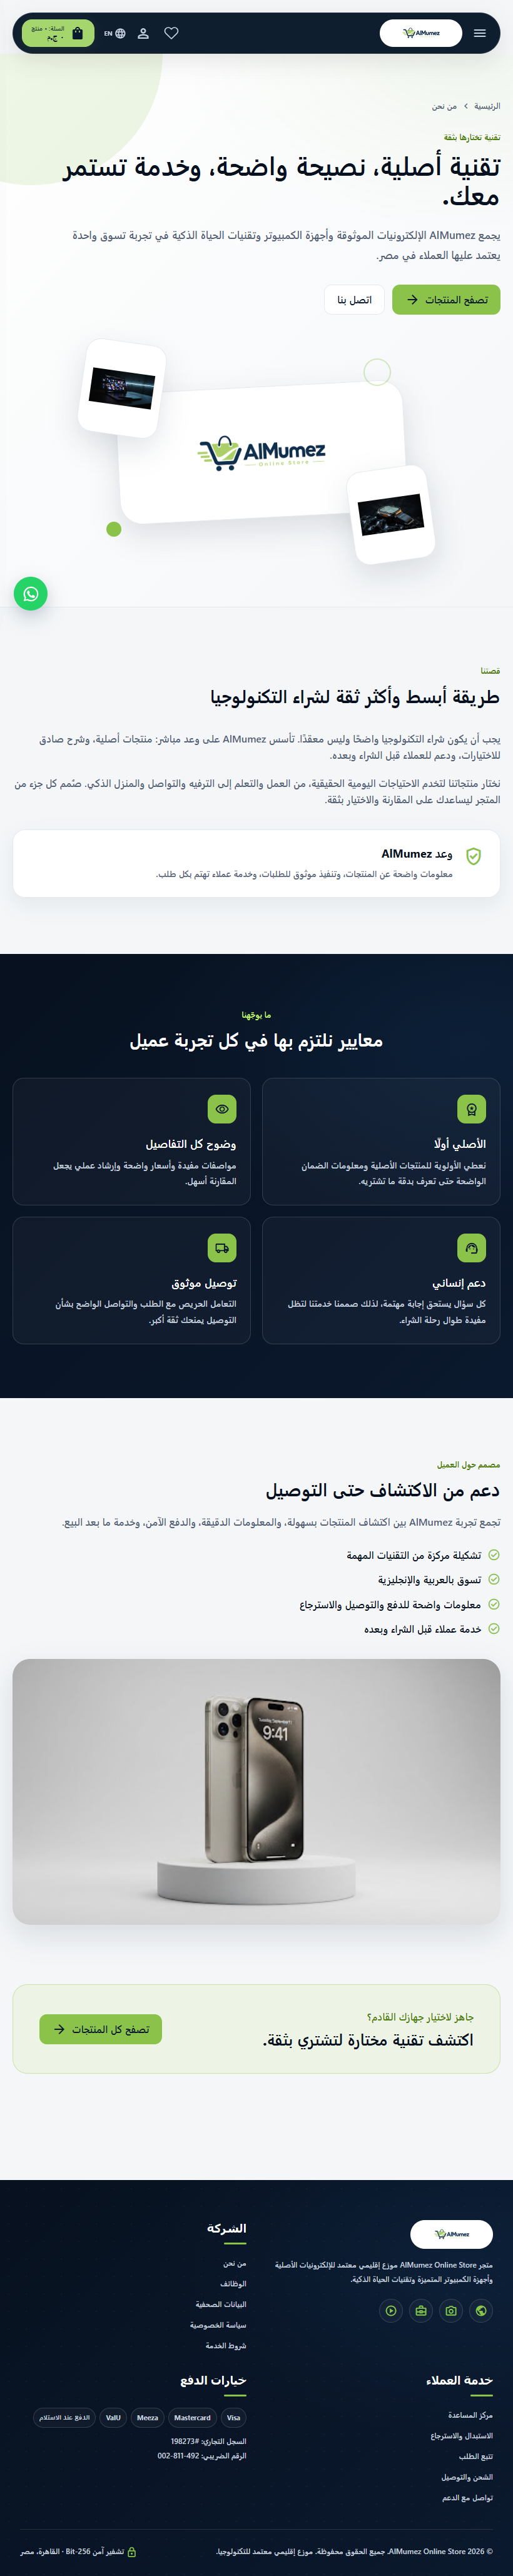 AlMumez
EN
السلة: ٠ منتج
٠ ج.م
الرئيسية
من نحن
تقنية تختارها بثقة
تقنية أصلية، نصيحة واضحة، وخدمة تستمر
معك.
يجمع AlMumez الإلكترونيات الموثوقة وأجهزة الكمبيوتر وتقنيات الحياة الذكية في تجربة تسوق واحدة
يعتمد عليها العملاء في مصر.
تصفح المنتجات
اتصل بنا
AlMumez
Online Store
قصتنا
طريقة أبسط وأكثر ثقة لشراء التكنولوجيا
يجب أن يكون شراء التكنولوجيا واضحًا وليس معقدًا. تأسس AlMumez على وعد مباشر: منتجات أصلية، وشرح صادق
للاختيارات، ودعم للعملاء قبل الشراء وبعده.
نختار منتجاتنا لتخدم الاحتياجات اليومية الحقيقية، من العمل والتعلم إلى الترفيه والتواصل والمنزل الذكي. صُمم كل جزء من
المتجر ليساعدك على المقارنة والاختيار بثقة.
وعد AlMumez
معلومات واضحة عن المنتجات، وتنفيذ موثوق للطلبات، وخدمة عملاء تهتم بكل طلب.
ما يوجّهنا
معايير نلتزم بها في كل تجربة عميل
الأصلي أولًا
نعطي الأولوية للمنتجات الأصلية ومعلومات الضمان
الواضحة حتى تعرف بدقة ما تشتريه.
وضوح كل التفاصيل
مواصفات مفيدة وأسعار واضحة وإرشاد عملي يجعل
المقارنة أسهل.
دعم إنساني
كل سؤال يستحق إجابة مهتمة، لذلك صممنا خدمتنا لتظل
مفيدة طوال رحلة الشراء.
توصيل موثوق
التعامل الحريص مع الطلب والتواصل الواضح بشأن
التوصيل يمنحك ثقة أكبر.
مصمم حول العميل
دعم من الاكتشاف حتى التوصيل
تجمع تجربة AlMumez بين اكتشاف المنتجات بسهولة، والمعلومات الدقيقة، والدفع الآمن، وخدمة ما بعد البيع.
تشكيلة مركزة من التقنيات المهمة
تسوق بالعربية والإنجليزية
معلومات واضحة للدفع والتوصيل والاسترجاع
خدمة عملاء قبل الشراء وبعده
9:41
جاهز لاختيار جهازك القادم؟
اكتشف تقنية مختارة لتشتري بثقة.
تصفح كل المنتجات
AlMumez
متجر AlMumez Online Store موزع إقليمي معتمد للإلكترونيات الأصلية
وأجهزة الكمبيوتر المتميزة وتقنيات الحياة الذكية.
الشركة
من نحن
الوظائف
البيانات الصحفية
سياسة الخصوصية
شروط الخدمة
خدمة العملاء
مركز المساعدة
الاستبدال والاسترجاع
تتبع الطلب
الشحن والتوصيل
تواصل مع الدعم
خيارات الدفع
Visa
Mastercard
Meeza
ValU
الدفع عند الاستلام
السجل التجاري: #198273
الرقم الضريبي: 492-811-002
© 2026 AlMumez Online Store. جميع الحقوق محفوظة. موزع إقليمي معتمد للتكنولوجيا.
تشفير آمن 256-Bit · القاهرة، مصر